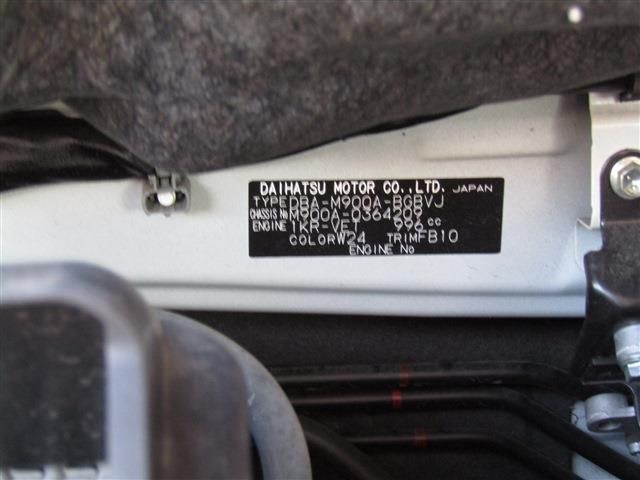 DAIHATSU MOTOR CO.,LTD. JAPAN
TYPE DBA-M900A-BGBVJ
CHASSIS No M900A-0364209
ENGINE 1KR-VET 996 cc
COLOR W24 TRIM FB10
ENGINE No